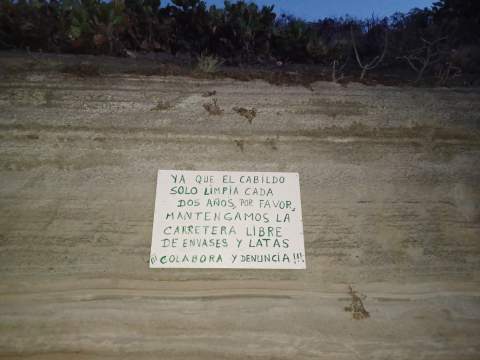 YA QUE EL CABILDO
SOLO LIMPIA CADA
DOS AÑOS, POR FAVOR,
MANTENGAMOS LA
CARRETERA LIBRE
DE ENVASES Y LATAS
¡¡¡ COLABORA Y DENUNCIA !!!